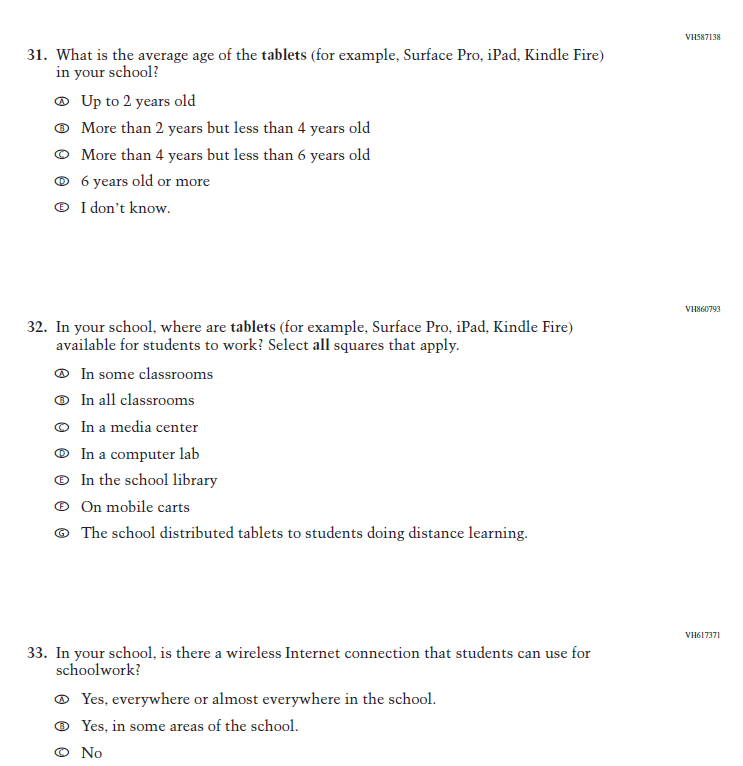 VH587138
31. What is the average age of the tablets (for example, Surface Pro, iPad, Kindle Fire)
in your school?
A Up to 2 years old
B More than 2 years but less than 4 years old
C More than 4 years but less than 6 years old
D 6 years old or more
E I don't know.
VH860793
32. In your school, where are tablets (for example, Surface Pro, iPad, Kindle Fire)
available for students to work? Select all squares that apply.
A In some classrooms
B In all classrooms
C In a media center
D In a computer lab
E In the school library
F On mobile carts
G The school distributed tablets to students doing distance learning.
VH617371
33. In your school, is there a wireless Internet connection that students can use for
schoolwork?
A Yes, everywhere or almost everywhere in the school.
B Yes, in some areas of the school.
C No